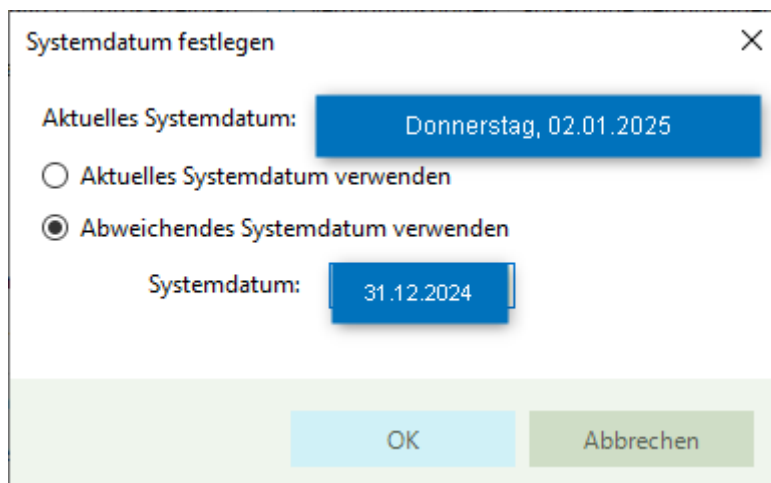 Systemdatum festlegen
Aktuelles Systemdatum: Donnerstag, 02.01.2025
Aktuelles Systemdatum verwenden
Abweichendes Systemdatum verwenden
Systemdatum: 31.12.2024
OK Abbrechen